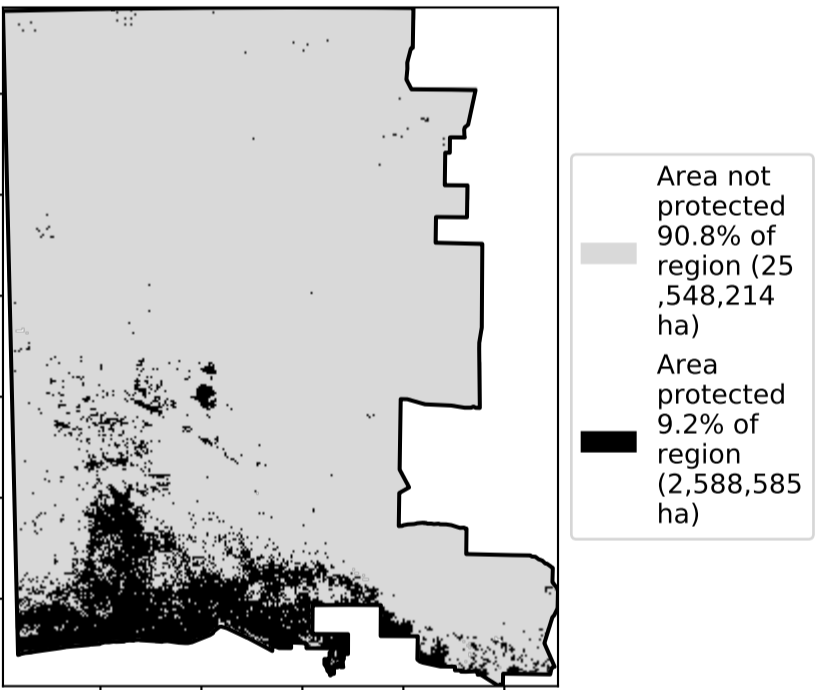 Area not
protected
90.8% of
region (25
,548,214
ha)
Area
protected
9.2% of
region
(2,588,585
ha)